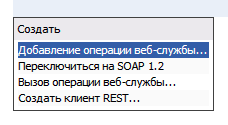 Создать
Добавление операции веб-службы...
Переключиться на SOAP 1.2
Вызов операции веб-службы...
Создать клиент REST...